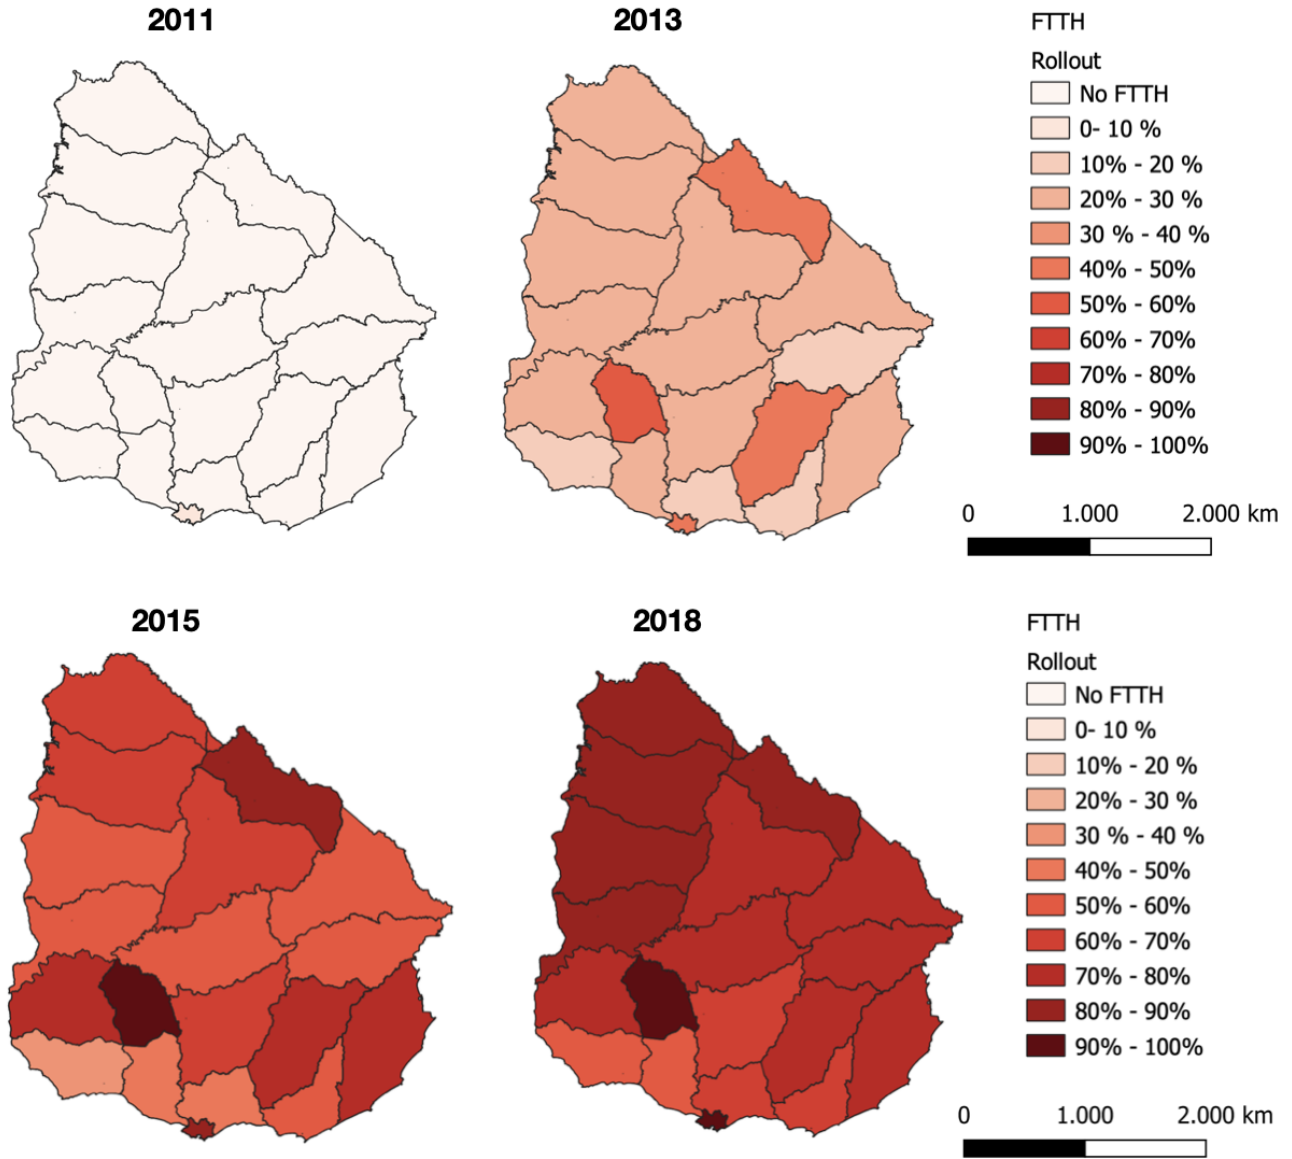 2011
2013
FTTH
Rollout
No FTTH
0- 10 %
10% - 20 %
20% - 30 %
30 % - 40 %
40% - 50%
50% - 60%
60% - 70%
70% - 80%
80% - 90%
90% - 100%
0 1.000 2.000 km
2015
2018
FTTH
Rollout
No FTTH
0- 10 %
10% - 20 %
20% - 30 %
30 % - 40 %
40% - 50%
50% - 60%
60% - 70%
70% - 80%
80% - 90%
90% - 100%
0 1.000 2.000 km